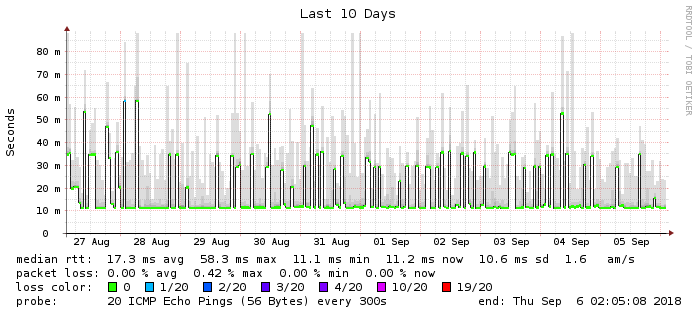 Last 10 Days
RRDTOOL / TOBI OETIKER
Seconds
80 m
70 m
60 m
50 m
40 m
30 m
20 m
10 m
0
27 Aug 28 Aug 29 Aug 30 Aug 31 Aug 01 Sep 02 Sep 03 Sep 04 Sep 05 Sep
median rtt: 17.3 ms avg 58.3 ms max 11.1 ms min 11.2 ms now 10.6 ms sd 1.6 am/s
packet loss: 0.00 % avg 0.42 % max 0.00 % min 0.00 % now
loss color: 0 1/20 2/20 3/20 4/20 10/20 19/20
probe: 20 ICMP Echo Pings (56 Bytes) every 300s end: Thu Sep 6 02:05:08 2018